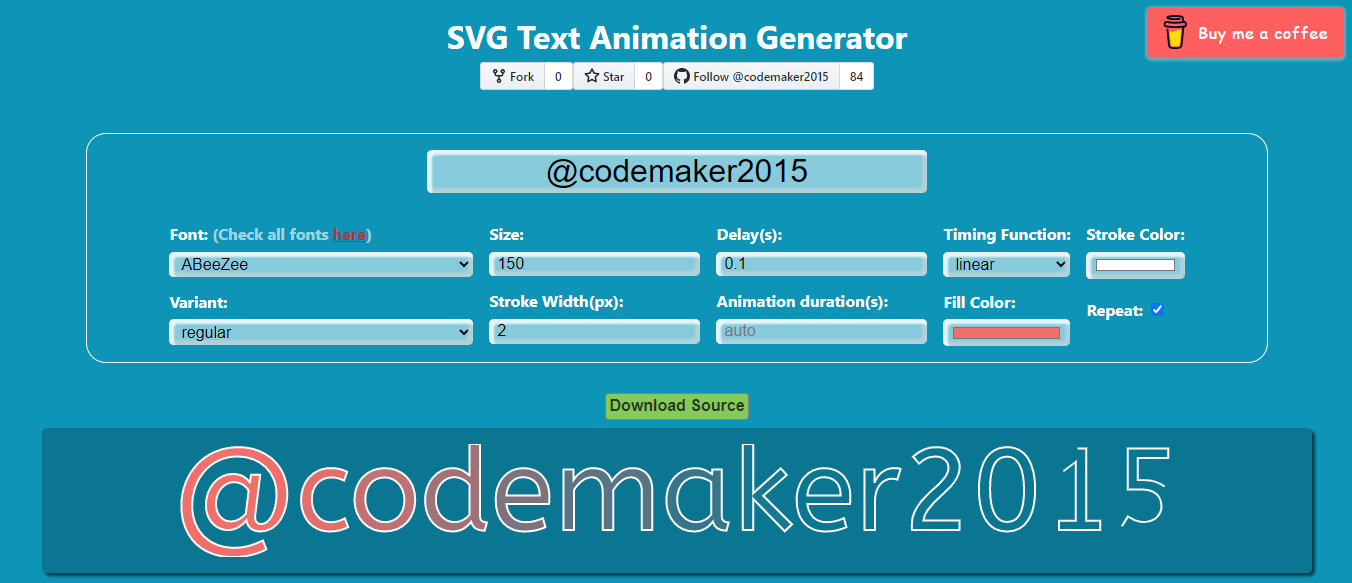 SVG Text Animation Generator
Buy me a coffee
Fork 0 Star 0 Follow @codemaker2015 84
@codemaker2015
Font: (Check all fonts here) Size: Delay(s): Timing Function: Stroke Color:
ABeeZee 150 0.1 linear
Variant: Stroke Width(px): Animation duration(s): Fill Color: Repeat:
regular 2 auto
Download Source
@codemaker2015